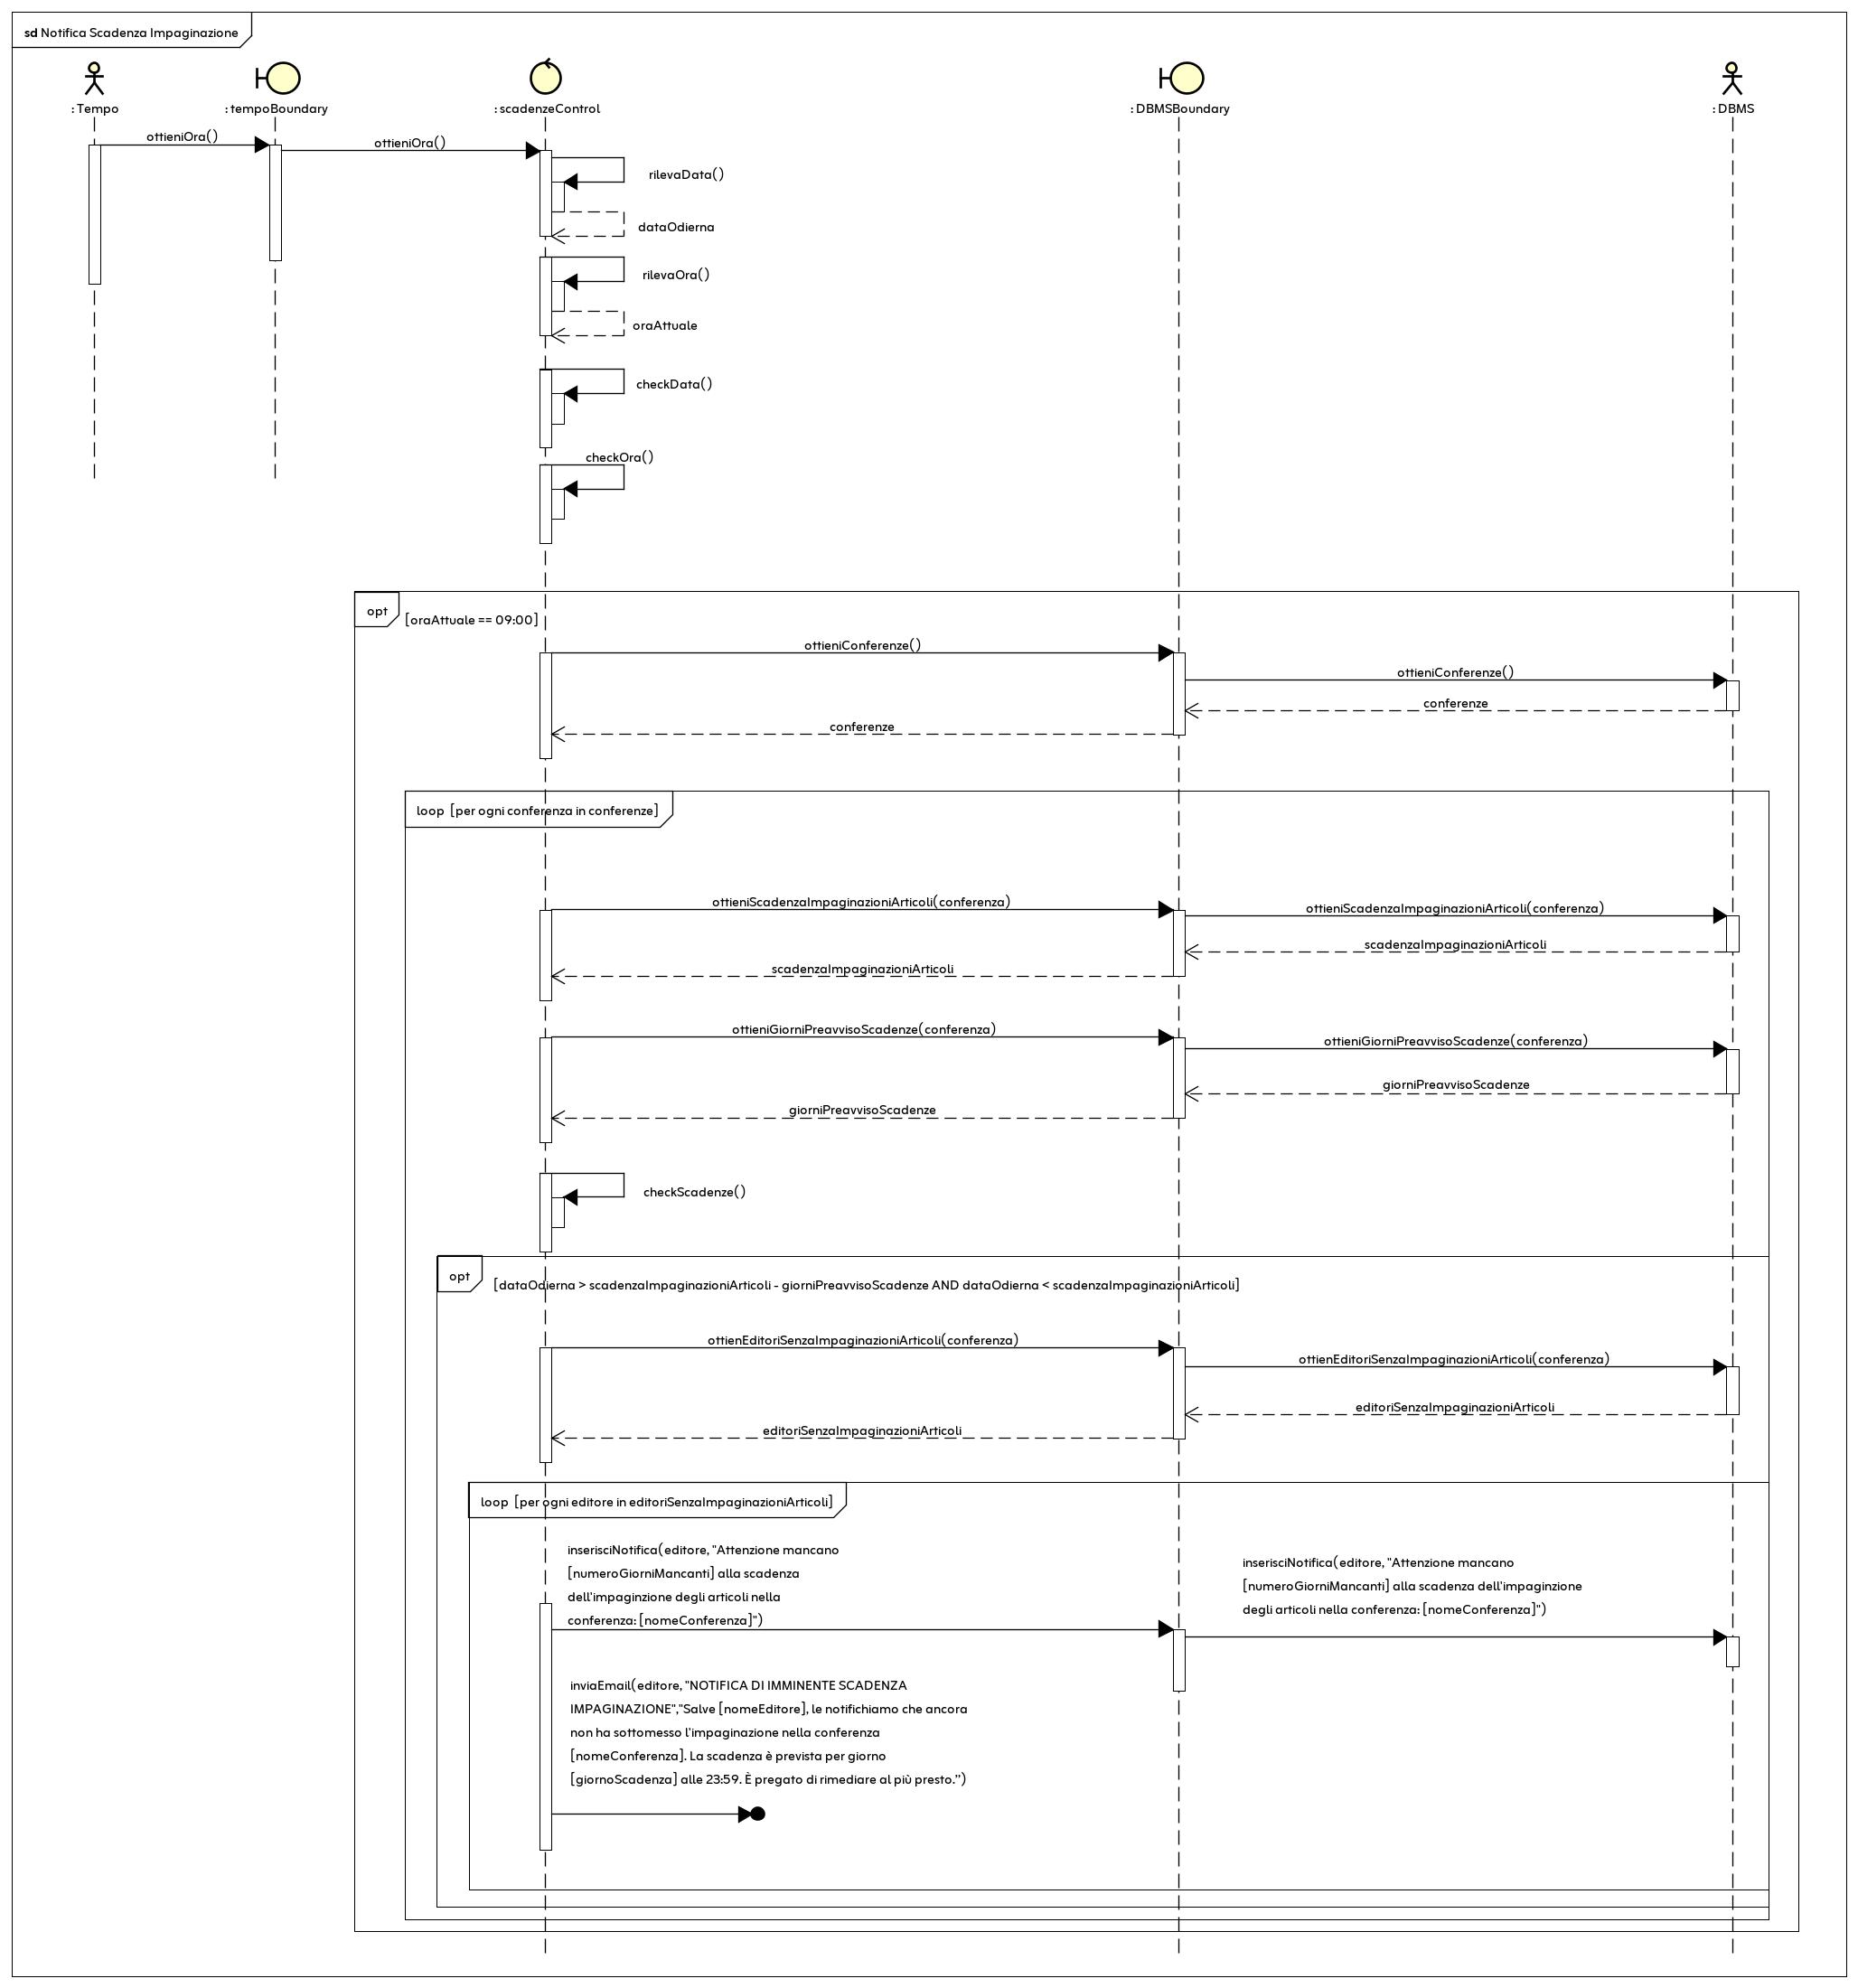 sd Notifica Scadenza Impaginazione
: Tempo
: tempoBoundary
: scadenzeControl
: DBMSBoundary
: DBMS
ottieniOra()
ottieniOra()
rilevaData()
dataOdierna
rilevaOra()
oraAttuale
checkData()
checkOra()
opt
[oraAttuale == 09:00]
ottieniConferenze()
ottieniConferenze()
conferenze
conferenze
loop [per ogni conferenza in conferenze]
ottieniScadenzaImpaginazioniArticoli(conferenza)
ottieniScadenzaImpaginazioniArticoli(conferenza)
scadenzaImpaginazioniArticoli
scadenzaImpaginazioniArticoli
ottieniGiorniPreavvisoScadenze(conferenza)
ottieniGiorniPreavvisoScadenze(conferenza)
giorniPreavvisoScadenze
giorniPreavvisoScadenze
checkScadenze()
opt
[dataOdierna > scadenzaImpaginazioniArticoli - giorniPreavvisoScadenze AND dataOdierna < scadenzaImpaginazioniArticoli]
ottienEditoriSenzaImpaginazioniArticoli(conferenza)
ottienEditoriSenzaImpaginazioniArticoli(conferenza)
editoriSenzaImpaginazioniArticoli
editoriSenzaImpaginazioniArticoli
loop [per ogni editore in editoriSenzaImpaginazioniArticoli]
inserisciNotifica(editore, "Attenzione mancano
[numeroGiorniMancanti] alla scadenza
dell'impaginzione degli articoli nella
conferenza: [nomeConferenza]")
inserisciNotifica(editore, "Attenzione mancano
[numeroGiorniMancanti] alla scadenza dell'impaginzione
degli articoli nella conferenza: [nomeConferenza]")
inviaEmail(editore, "NOTIFICA DI IMMINENTE SCADENZA
IMPAGINAZIONE","Salve [nomeEditore], le notifichiamo che ancora
non ha sottomesso l'impaginazione nella conferenza
[nomeConferenza]. La scadenza è prevista per giorno
[giornoScadenza] alle 23:59. È pregato di rimediare al più presto.")